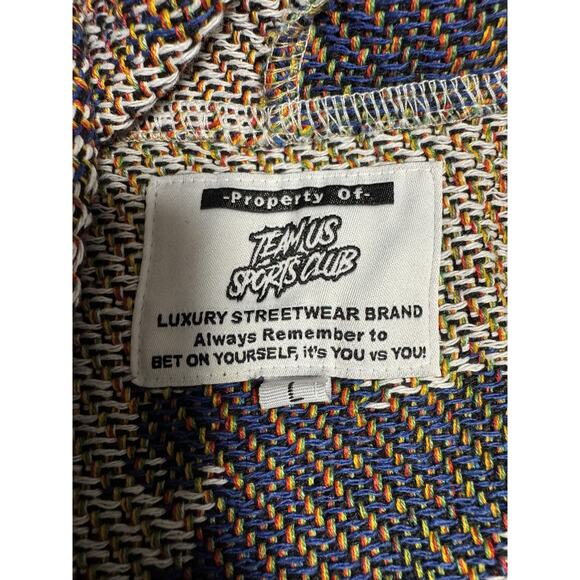 -Property Of-
TEAM US
SPORTS CLUB
LUXURY STREETWEAR BRAND
Always Remember to
BET ON YOURSELF, it's YOU vs YOU!
L